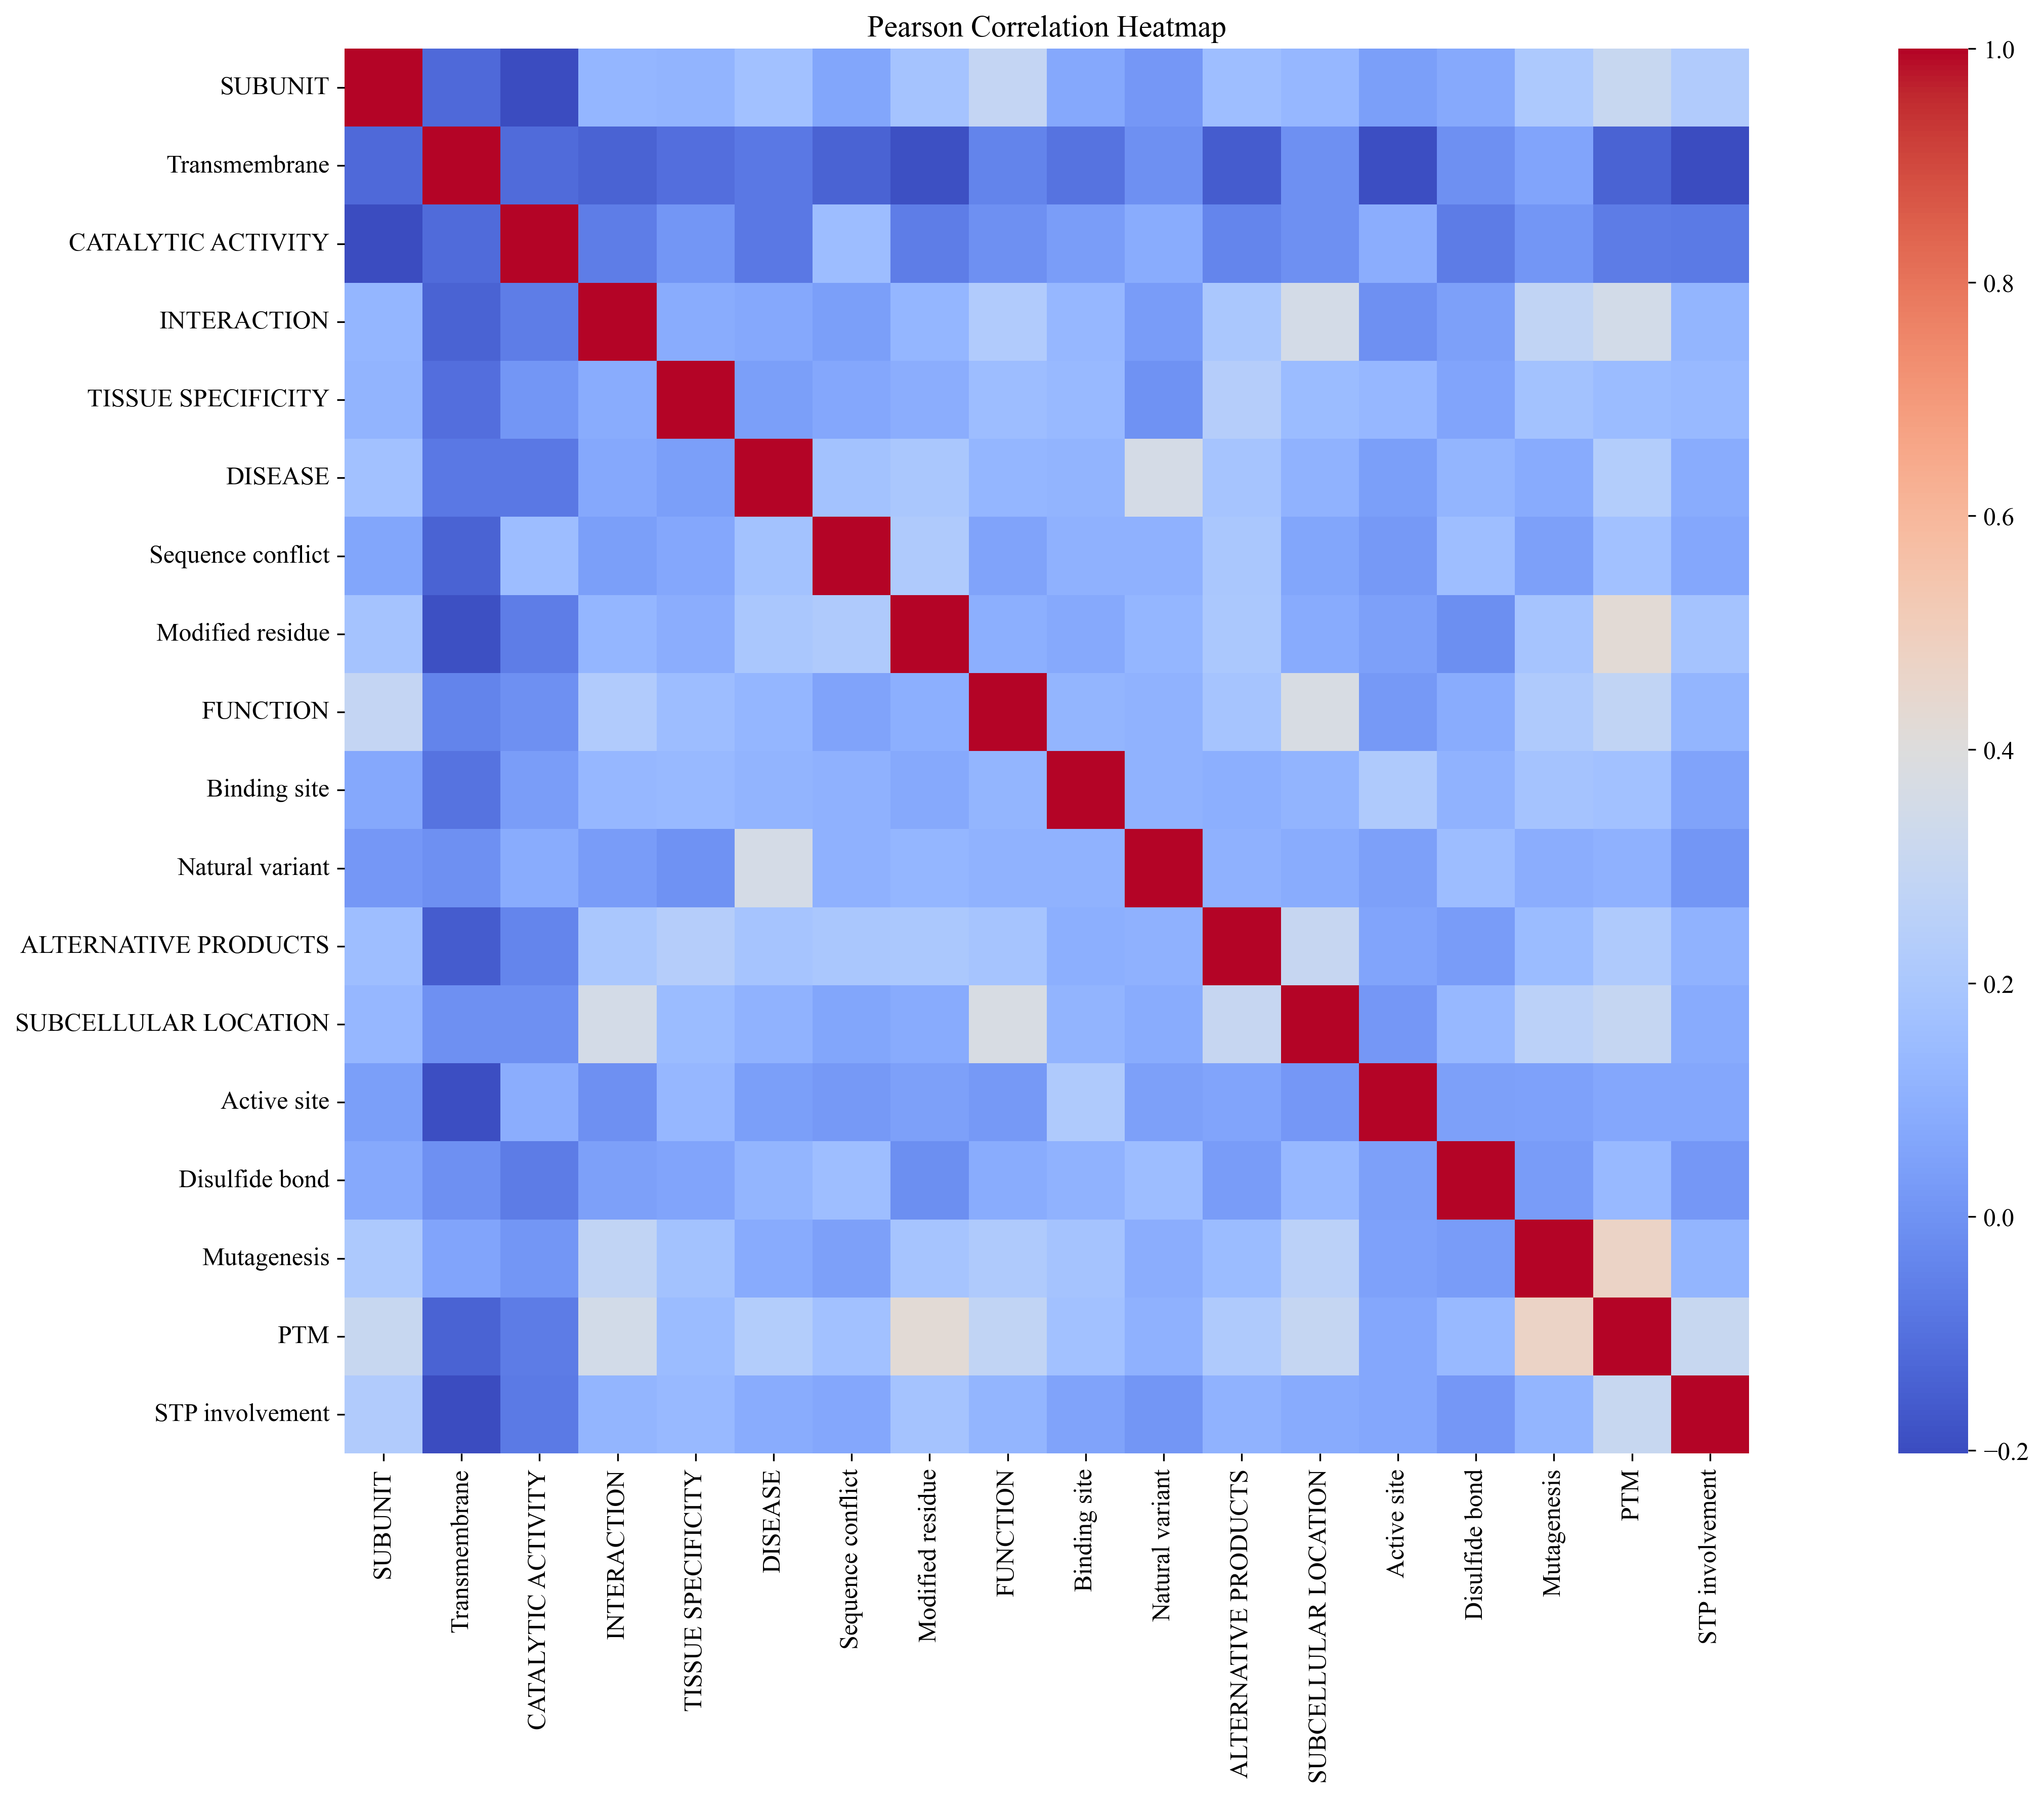 Pearson Correlation Heatmap
SUBUNIT
Transmembrane
CATALYTIC ACTIVITY
INTERACTION
TISSUE SPECIFICITY
DISEASE
Sequence conflict
Modified residue
FUNCTION
Binding site
Natural variant
ALTERNATIVE PRODUCTS
SUBCELLULAR LOCATION
Active site
Disulfide bond
Mutagenesis
PTM
STP involvement
SUBUNIT
Transmembrane
CATALYTIC ACTIVITY
INTERACTION
TISSUE SPECIFICITY
DISEASE
Sequence conflict
Modified residue
FUNCTION
Binding site
Natural variant
ALTERNATIVE PRODUCTS
SUBCELLULAR LOCATION
Active site
Disulfide bond
Mutagenesis
PTM
STP involvement
1.0
0.8
0.6
0.4
0.2
0.0
−0.2